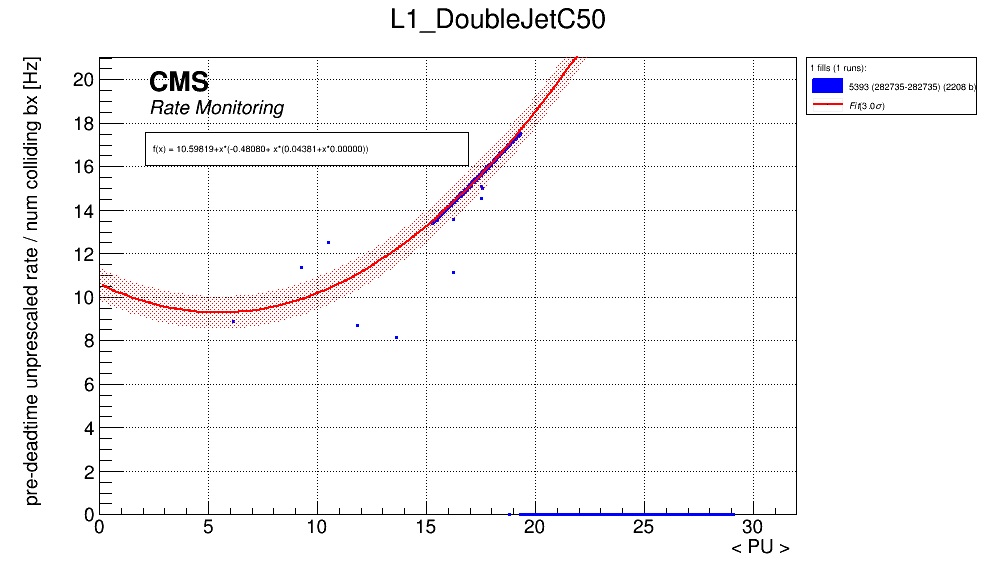 L1_DoubleJetC50
pre-deadtime unprescaled rate / num colliding bx [Hz]
CMS
Rate Monitoring
f(x) = 10.59819+x*(-0.48080+ x*(0.04381+x*0.00000))
1 fills (1 runs):
5393 (282735-282735) (2208 b)
Fit(3.0σ)
20
18
16
14
12
10
8
6
4
2
0
0 5 10 15 20 25 30
< PU >